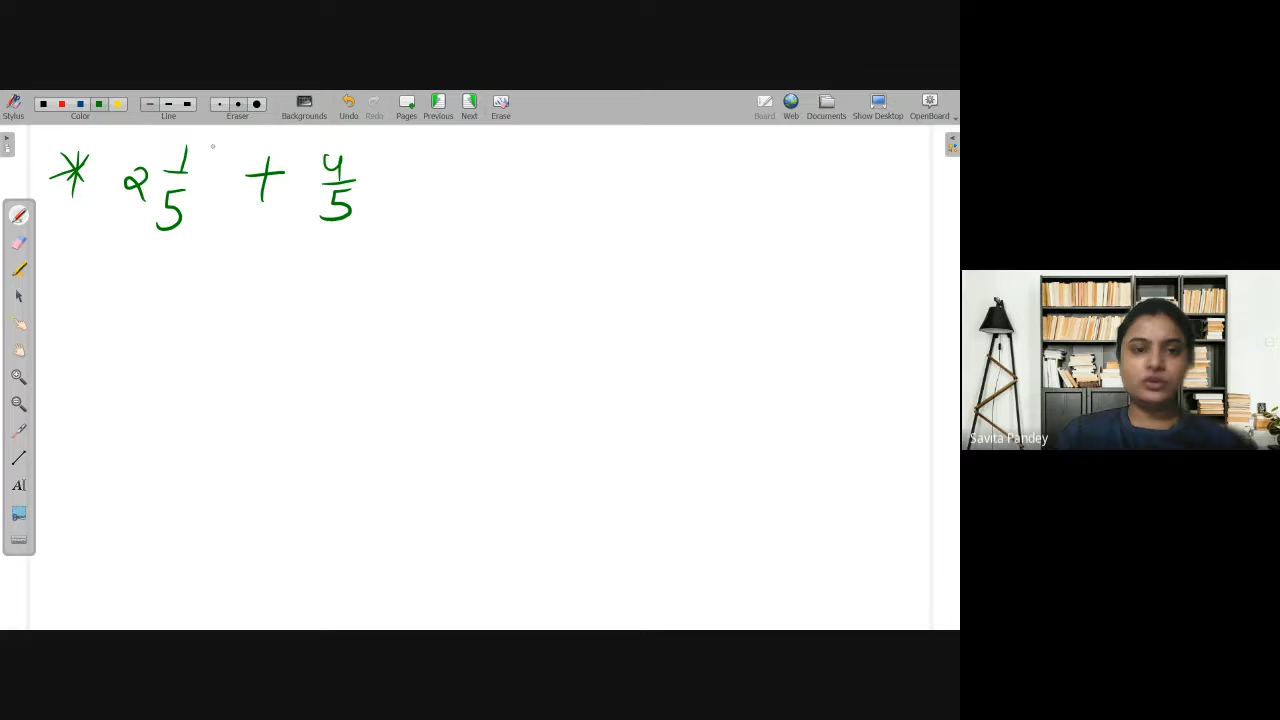 Stylus
Color
Line
Eraser
Backgrounds
Undo
Redo
Pages
Previous
Next
Erase
Board
Web
Documents
Show Desktop
OpenBoard
* 2 1/5 + 4/5
AI
Savita Pandey